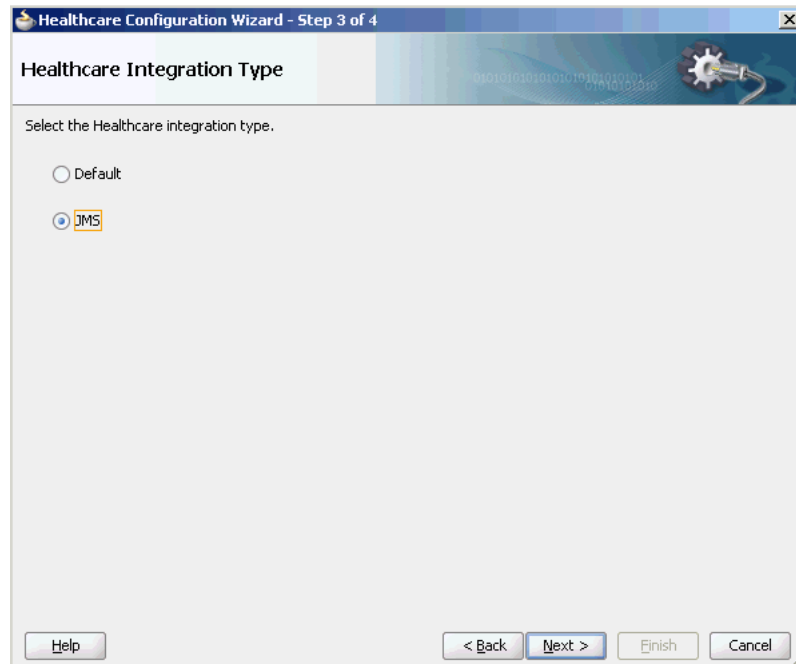 Healthcare Configuration Wizard - Step 3 of 4
Healthcare Integration Type
Select the Healthcare integration type.
Default
JMS
Help
< Back
Next >
Finish
Cancel